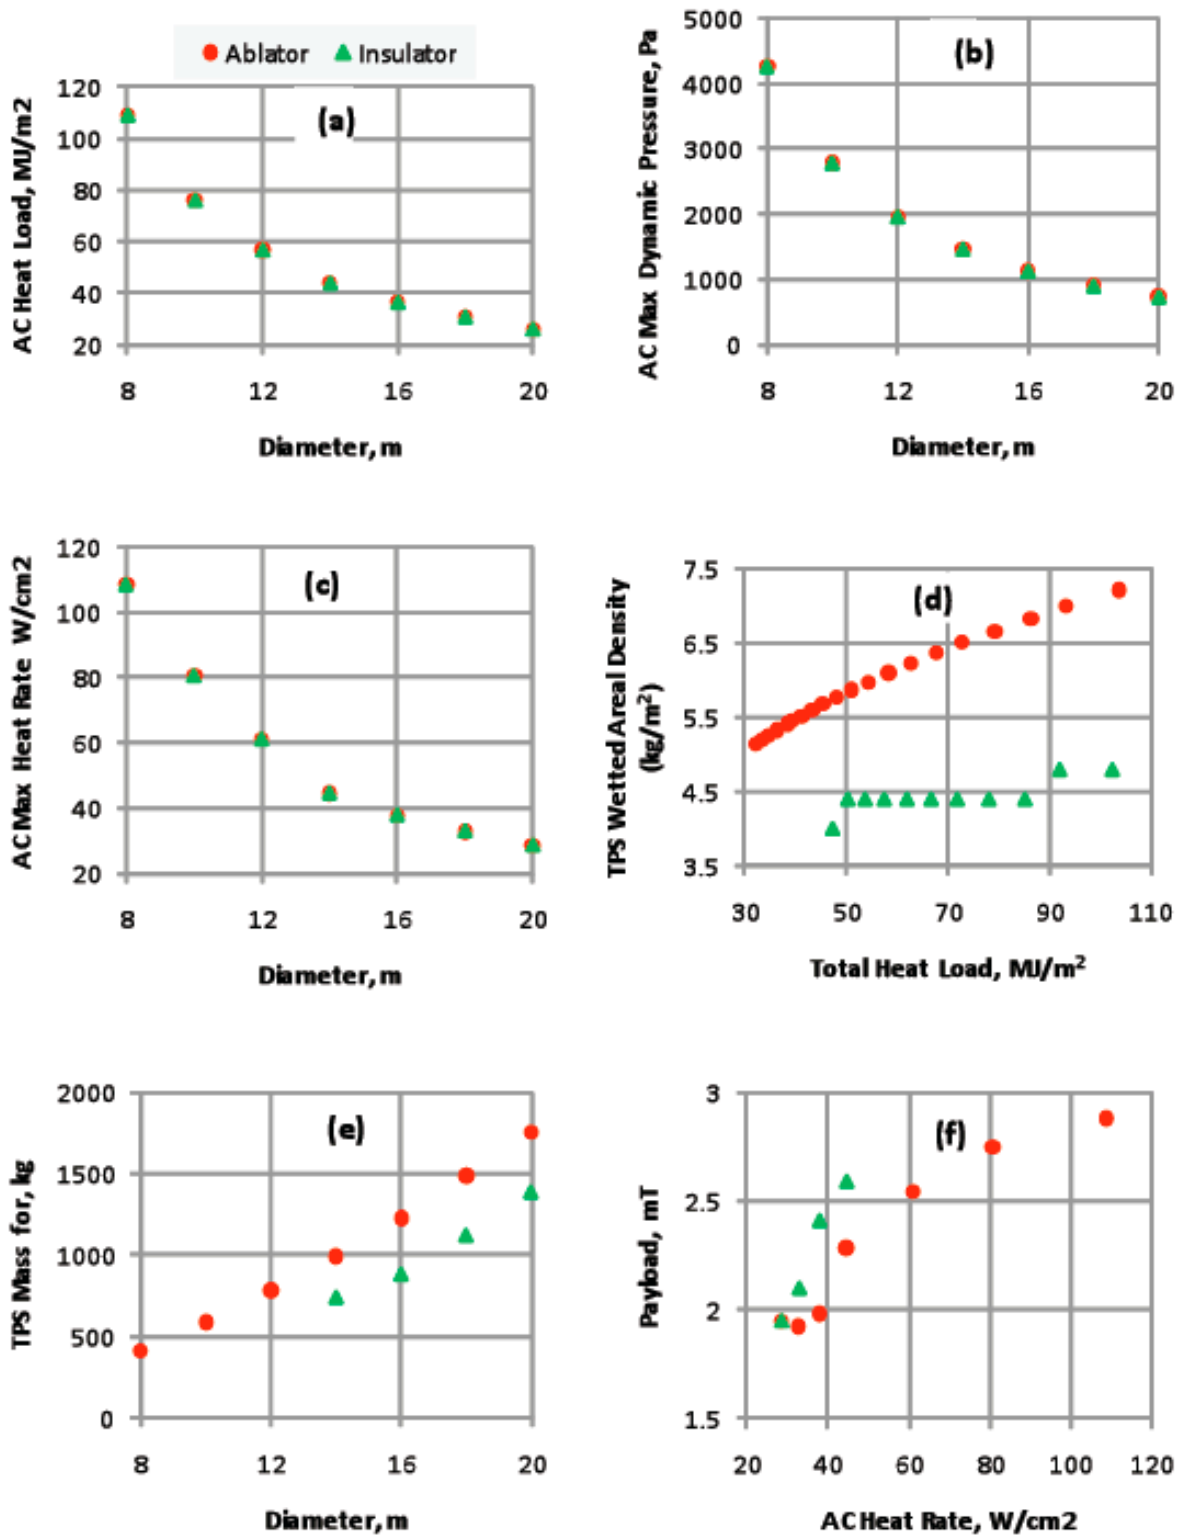 Ablator Insulator
(a)
AC Heat Load, MJ/m2
120
100
80
60
40
20
8 12 16 20
Diameter, m
(b)
AC Max Dynamic Pressure, Pa
5000
4000
3000
2000
1000
0
8 12 16 20
Diameter, m
(c)
AC Max Heat Rate W/cm2
120
100
80
60
40
20
8 12 16 20
Diameter, m
(d)
TPS Wetted Areal Density
(kg/m²)
7.5
6.5
5.5
4.5
3.5
30 50 70 90 110
Total Heat Load, MJ/m²
(e)
TPS Mass for, kg
2000
1500
1000
500
0
8 12 16 20
Diameter, m
(f)
Payload, mT
3
2.5
2
1.5
20 40 60 80 100 120
AC Heat Rate, W/cm2